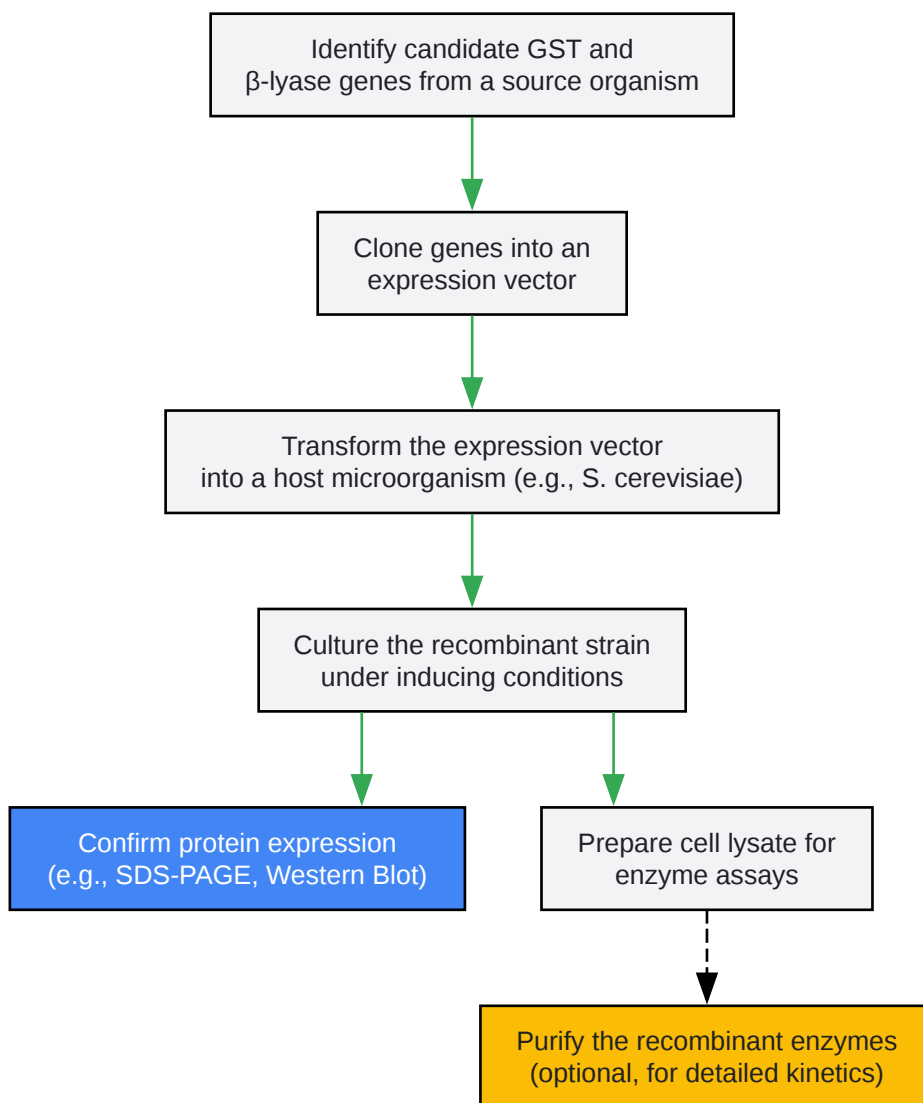 Identify candidate GST and
β-lyase genes from a source organism
Clone genes into an
expression vector
Transform the expression vector
into a host microorganism (e.g., S. cerevisiae)
Culture the recombinant strain
under inducing conditions
Confirm protein expression
(e.g., SDS-PAGE, Western Blot)
Prepare cell lysate for
enzyme assays
Purify the recombinant enzymes
(optional, for detailed kinetics)